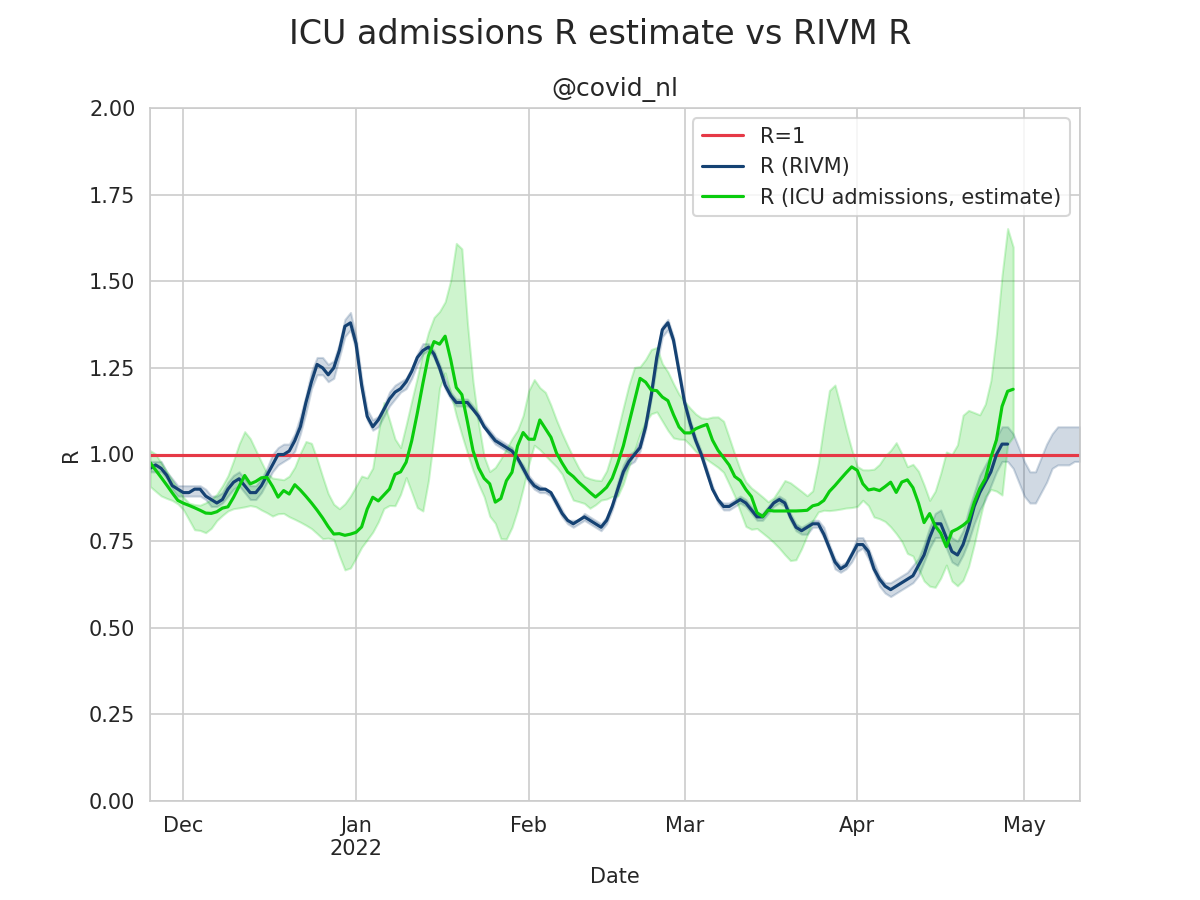 ICU admissions R estimate vs RIVM R
@covid_nl
2.00
1.75
1.50
1.25
1.00
0.75
0.50
0.25
0.00
R
R=1
R (RIVM)
R (ICU admissions, estimate)
Dec
Jan
2022
Feb
Mar
Apr
May
Date